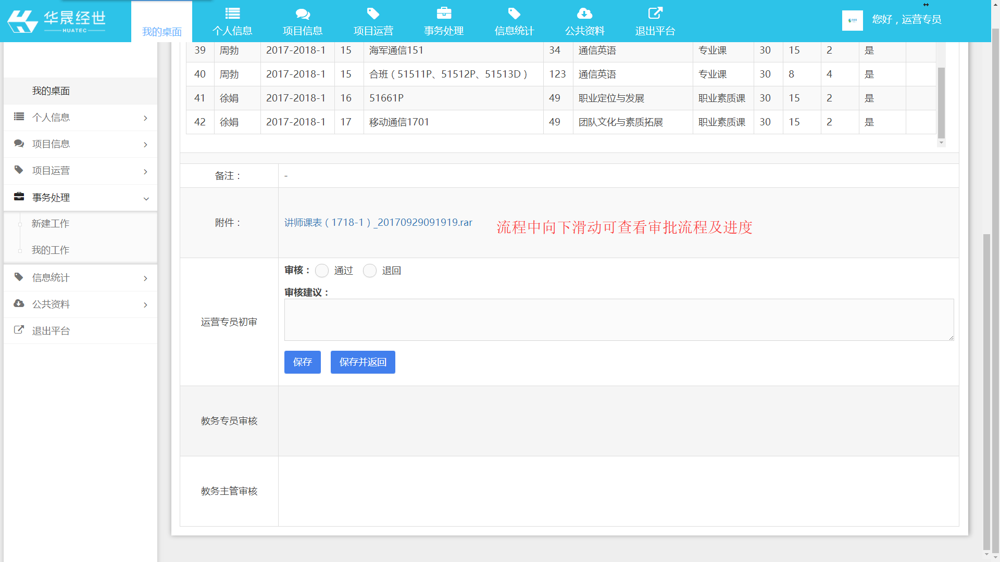 华晟经世
HUATEC
我的桌面
个人信息
项目信息
项目运营
事务处理
信息统计
公共资料
退出平台
您好，运营专员
我的桌面
个人信息
项目信息
项目运营
事务处理
新建工作
我的工作
信息统计
公共资料
退出平台
39 周勃 2017-2018-1 15 海军通信151 34 通信英语 专业课 30 15 2 是
40 周勃 2017-2018-1 15 合班（51511P、51512P、51513D） 123 通信英语 专业课 30 8 4 是
41 徐娟 2017-2018-1 16 51661P 49 职业定位与发展 职业素质课 30 15 2 是
42 徐娟 2017-2018-1 17 移动通信1701 49 团队文化与素质拓展 职业素质课 30 15 2 是
备注： -
附件： 讲师课表（1718-1）_20170929091919.rar
流程中向下滑动可查看审批流程及进度
运营专员初审
审核： 通过 退回
审核建议：
保存 保存并返回
教务专员审核
教务主管审核